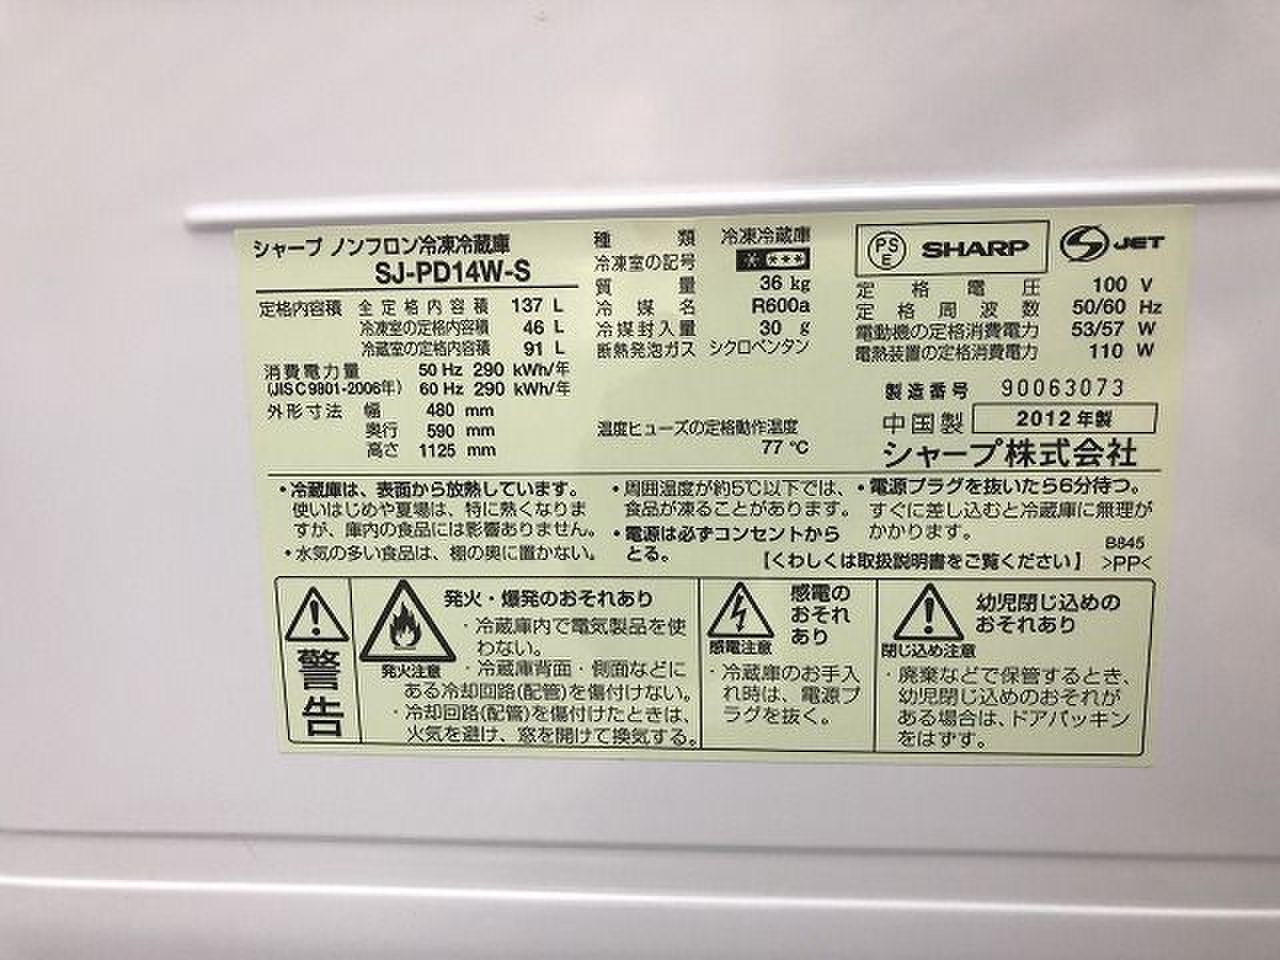 シャープ ノンフロン冷凍冷蔵庫
SJ-PD14W-S
定格内容積 全定格内容積 137 L
冷凍室の定格内容積 46 L
冷蔵室の定格内容積 91 L
消費電力量 50 Hz 290 kWh/年
(JIS C 9801-2006年) 60 Hz 290 kWh/年
外形寸法 幅 480 mm
奥行 590 mm
高さ 1125 mm
種類 冷凍冷蔵庫
冷凍室の記号 * ***
質量 36 kg
冷媒名 R600a
冷媒封入量 30 g
断熱発泡ガス シクロペンタン
温度ヒューズの定格動作温度
77 ℃
PS E SHARP JET
定格電圧 100 V
定格周波数 50/60 Hz
電動機の定格消費電力 53/57 W
電熱装置の定格消費電力 110 W
製造番号 90063073
中国製 2012年製
シャープ株式会社
・冷蔵庫は、表面から放熱しています。
使いはじめや夏場は、特に熱くなりま
すが、庫内の食品には影響ありません。
・水気の多い食品は、棚の奥に置かない。
・周囲温度が約5℃以下では、
食品が凍ることがあります。
・電源は必ずコンセントから
とる。
・電源プラグを抜いたら6分待つ。
すぐに差し込むと冷蔵庫に無理が
かかります。
B845
【くわしくは取扱説明書をご覧ください】 >PP<
警告
発火注意
発火・爆発のおそれあり
・冷蔵庫内で電気製品を使
わない。
・冷蔵庫背面・側面などに
ある冷却回路(配管)を傷付けない。
・冷却回路(配管)を傷付けたときは、
火気を避け、窓を開けて換気する。
感電注意
感電の
おそれ
あり
・冷蔵庫のお手入
れ時は、電源プ
ラグを抜く。
閉じ込め注意
幼児閉じ込めの
おそれあり
・廃棄などで保管するとき、
幼児閉じ込めのおそれが
ある場合は、ドアパッキン
をはずす。